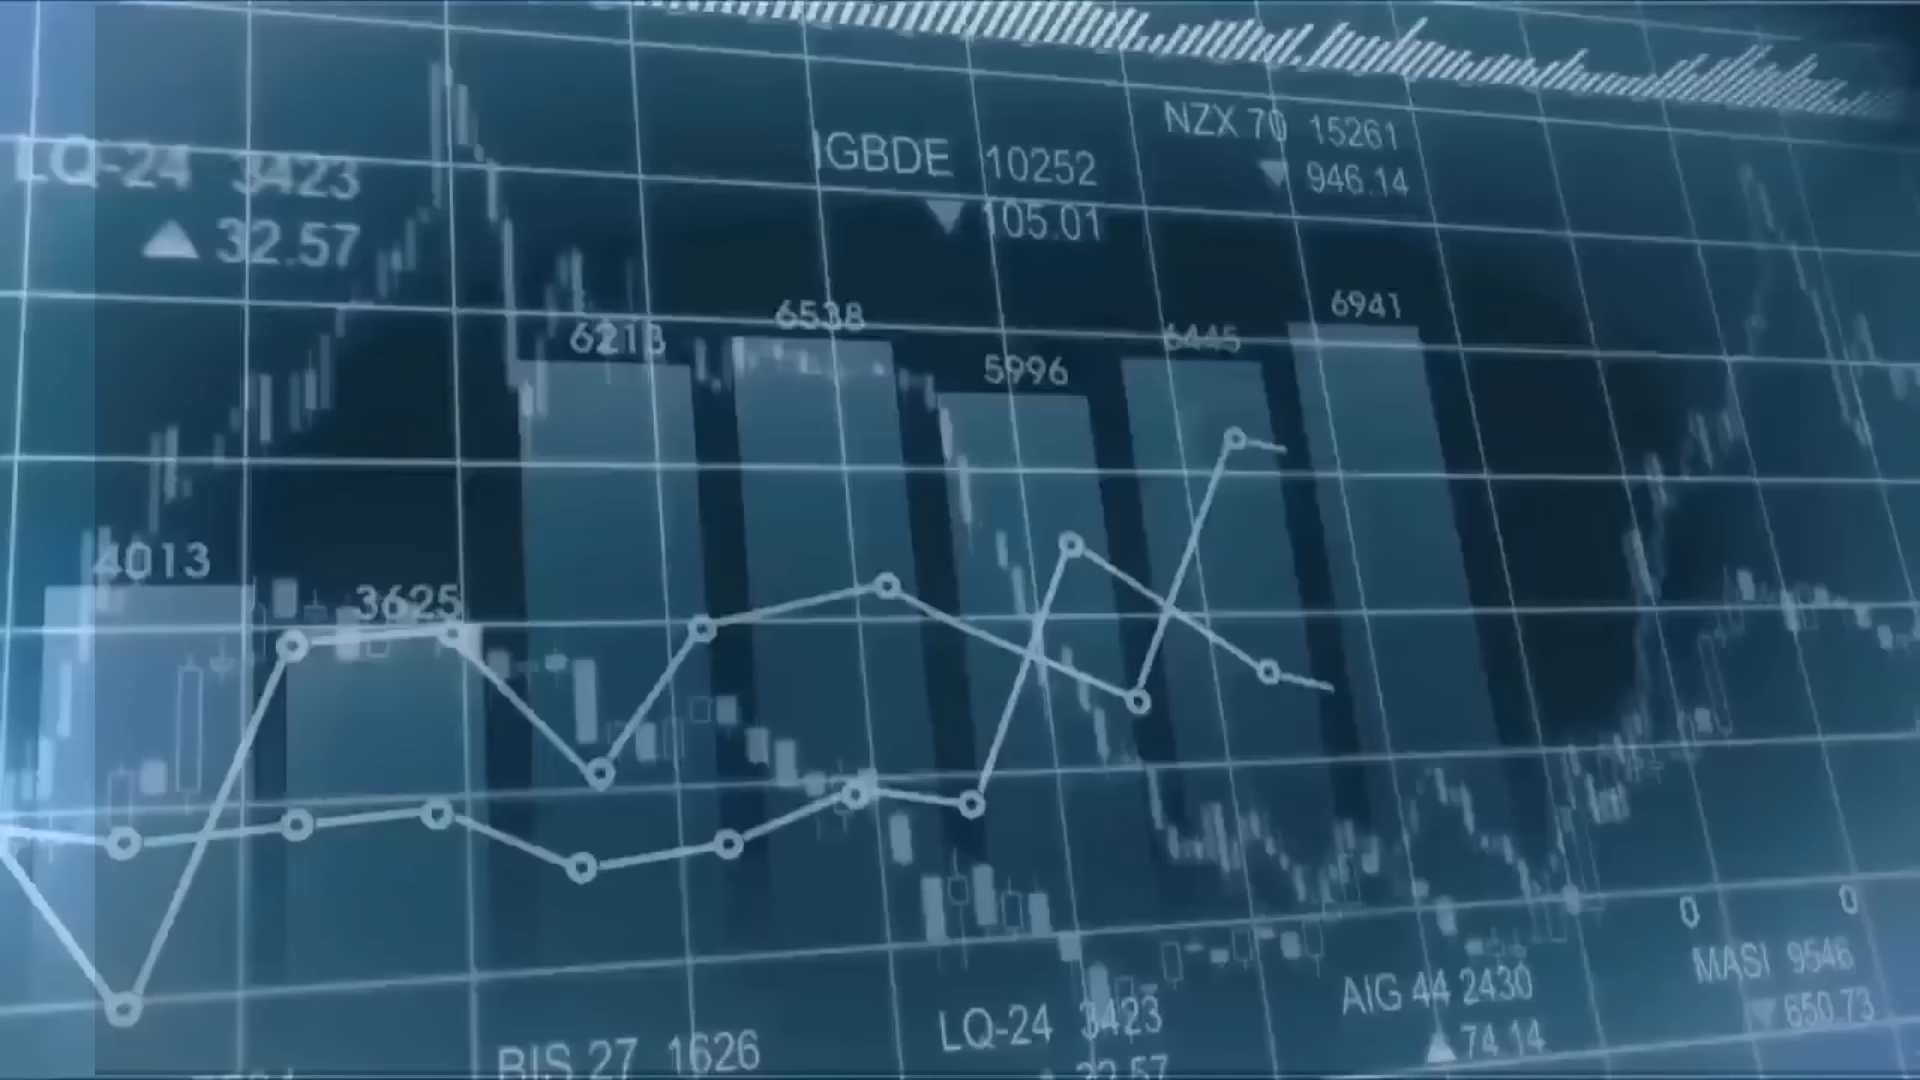 NZX 70 15261
▼ 946.14
IGBDE 10252
▼ 105.01
LQ-24 3423
▲ 32.57
6941
6538
6213
6445
5996
4013
3625
0 0
MASI 9546
▼ 650.73
AIG 44 2430
▲ 74.14
LQ-24 3423
32.57
BIS 27 1626